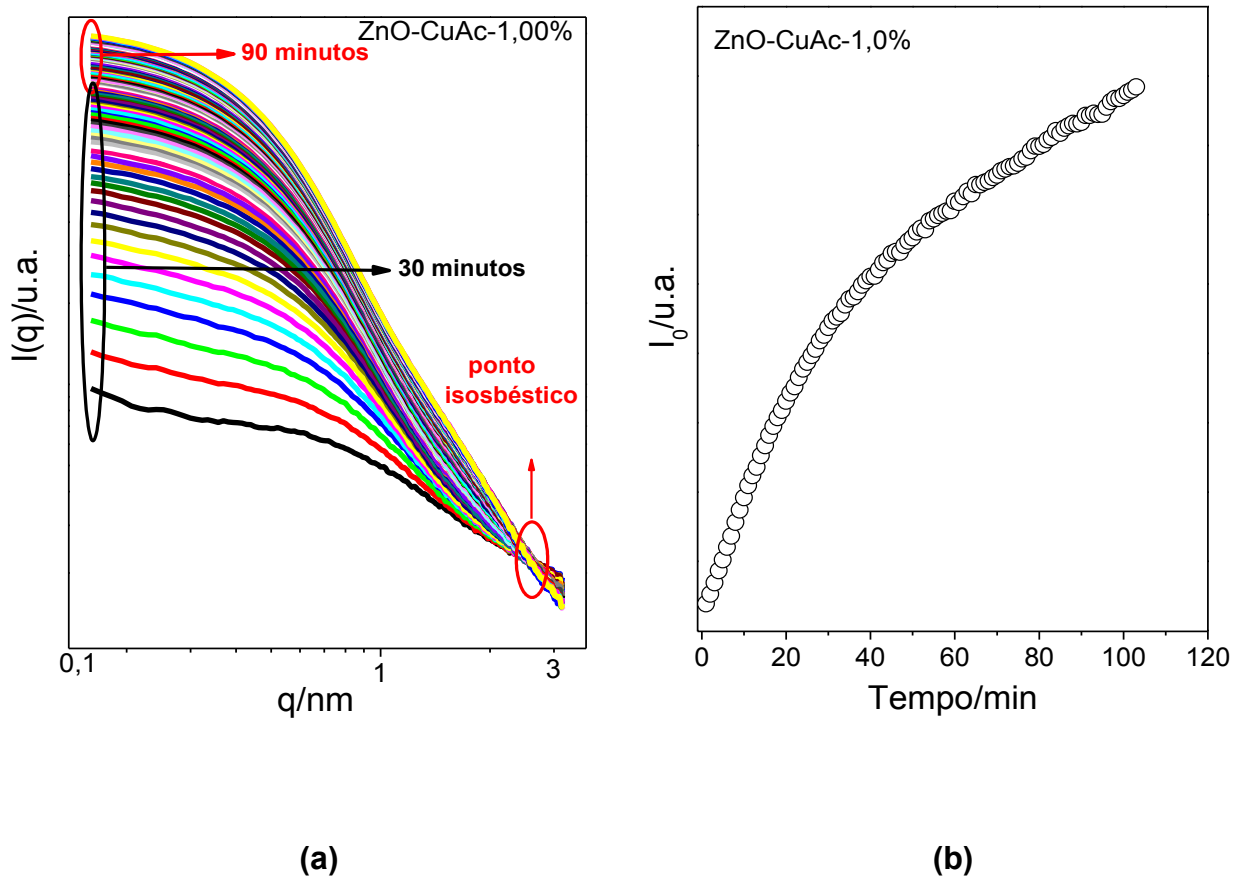 ZnO-CuAc-1,00%
90 minutos
30 minutos
ponto
isosbéstico
I(q)/u.a.
0,1
1
3
q/nm
(a)
ZnO-CuAc-1,0%
I0/u.a.
0
20
40
60
80
100
120
Tempo/min
(b)